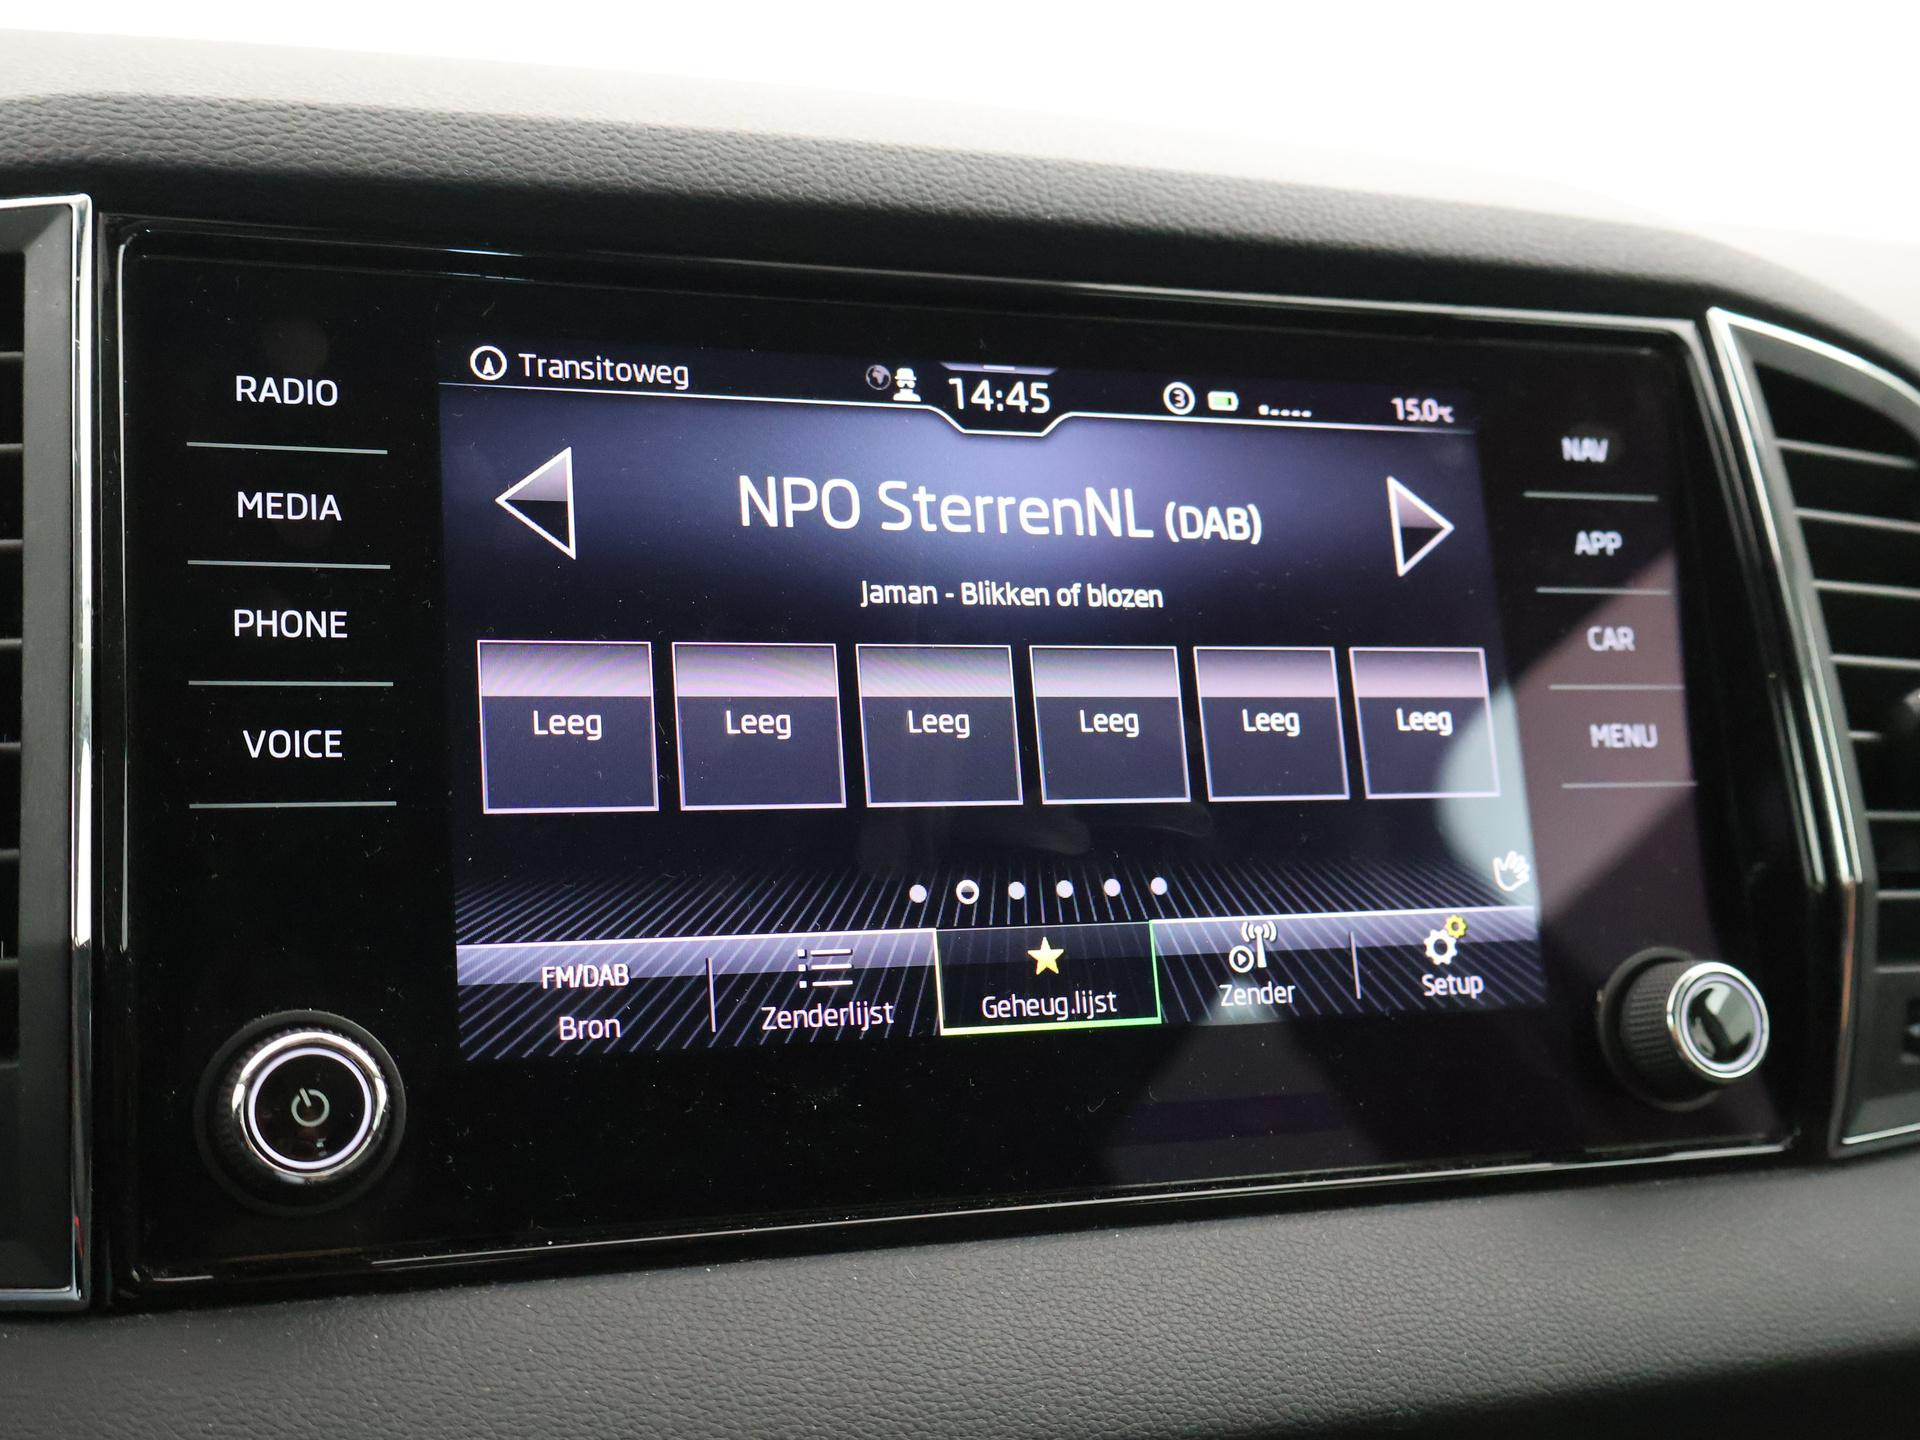 RADIO
MEDIA
PHONE
VOICE
Transitoweg
14:45
3
15.0°C
NPO SterrenNL (DAB)
Jaman - Blikken of blozen
Leeg
Leeg
Leeg
Leeg
Leeg
Leeg
FM/DAB
Bron
Zenderlijst
Geheug.lijst
Zender
Setup
NAV
APP
CAR
MENU